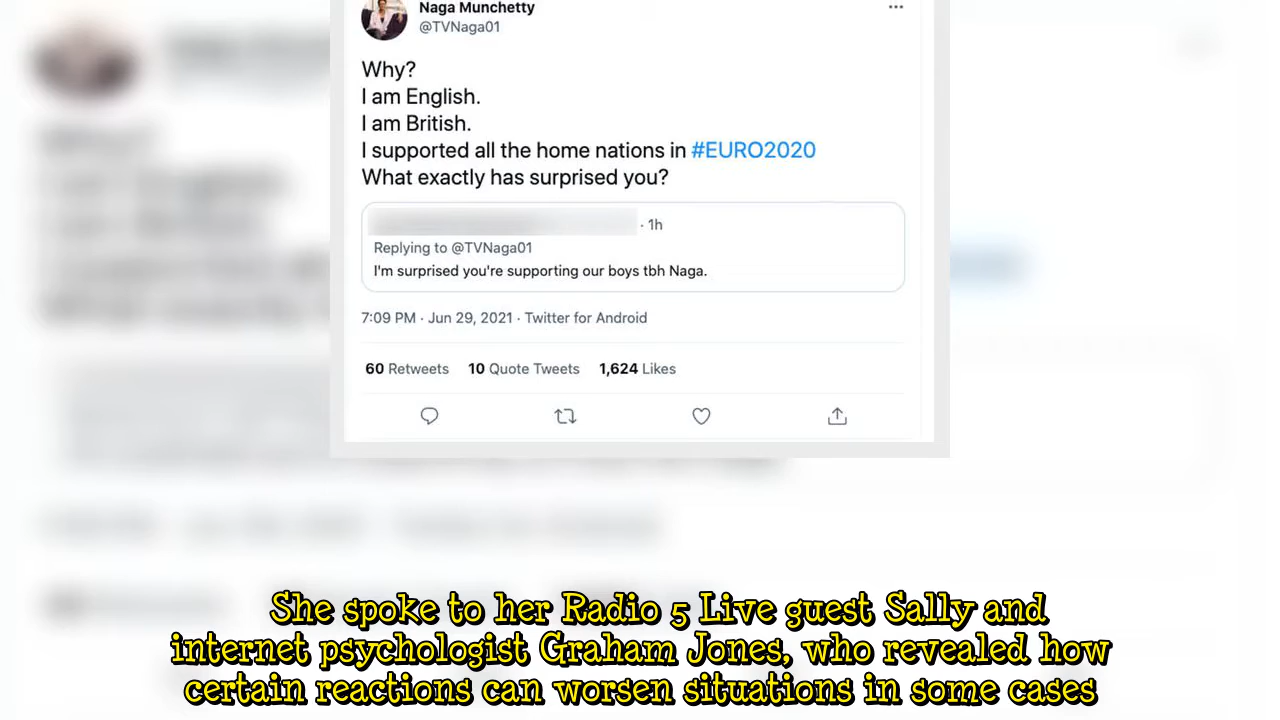 Naga Munchetty
@TVNaga01
Why?
I am English.
I am British.
I supported all the home nations in #EURO2020
What exactly has surprised you?
· 1h
Replying to @TVNaga01
I'm surprised you're supporting our boys tbh Naga.
7:09 PM · Jun 29, 2021 · Twitter for Android
60 Retweets 10 Quote Tweets 1,624 Likes
She spoke to her Radio 5 Live guest Sally and
internet psychologist Graham Jones, who revealed how
certain reactions can worsen situations in some cases